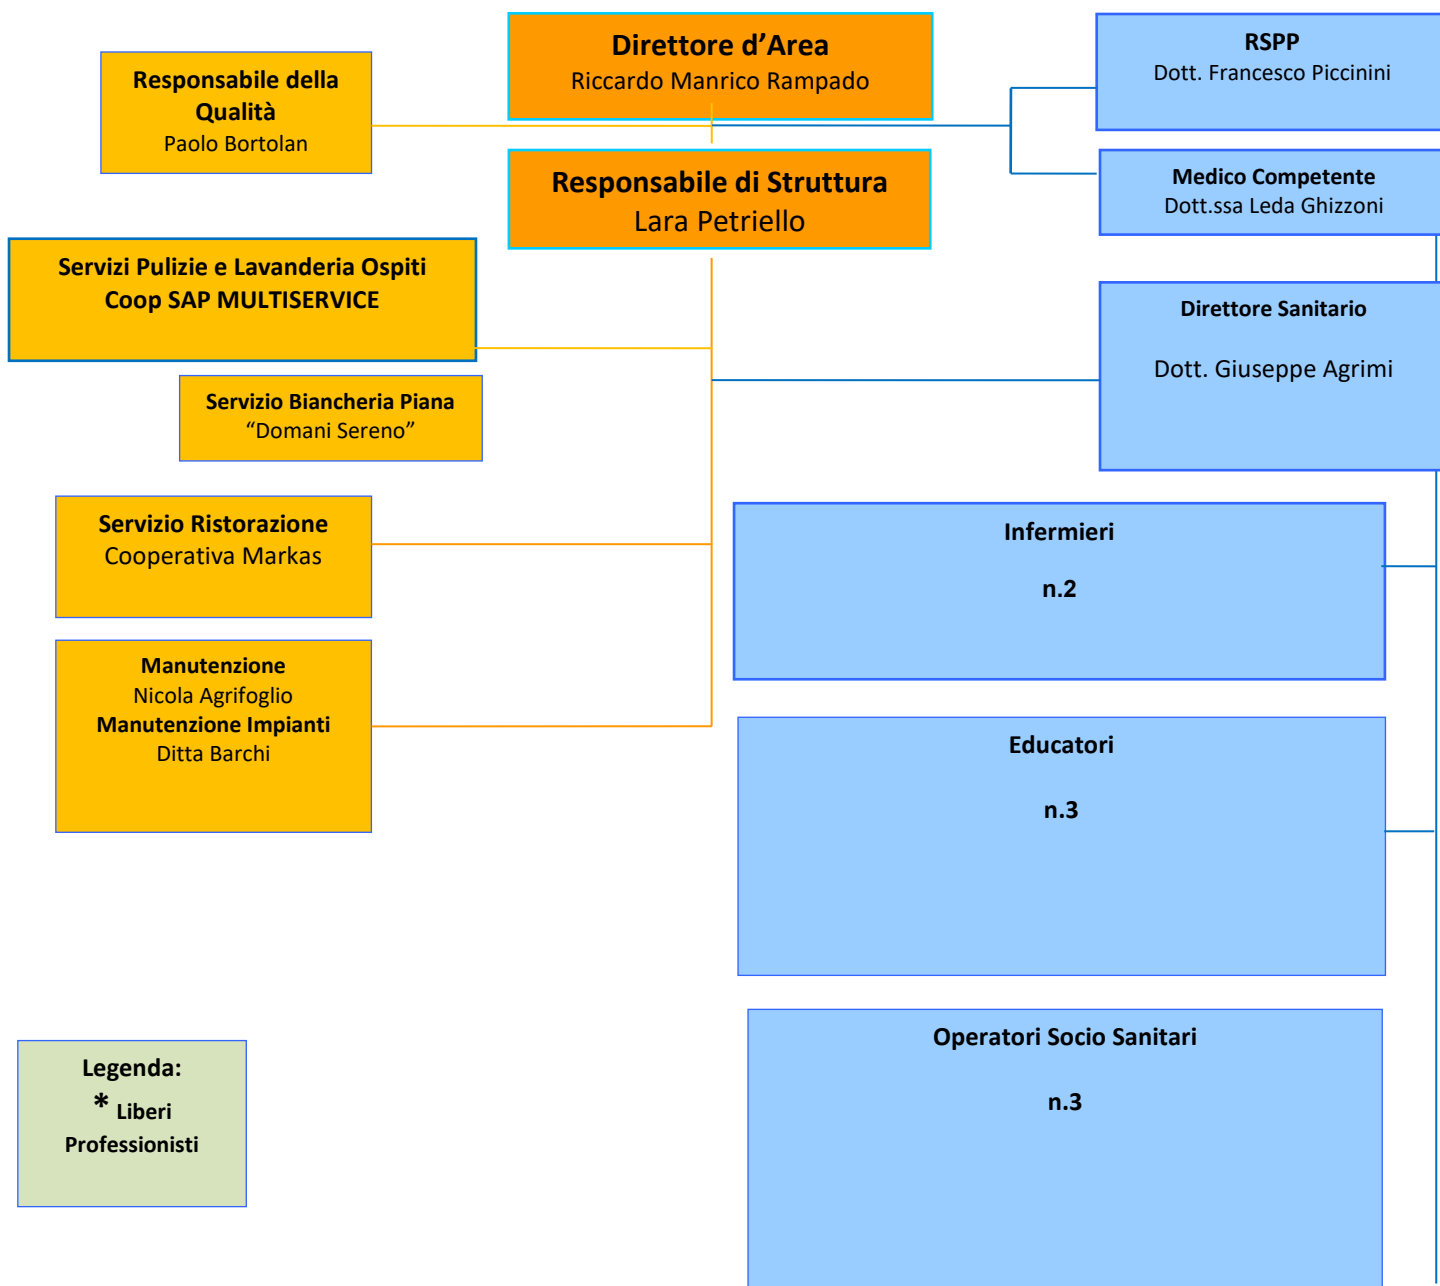 Direttore d’Area
Riccardo Manrico Rampado
RSPP
Dott. Francesco Piccinini
Responsabile della
Qualità
Paolo Bortolan
Responsabile di Struttura
Lara Petriello
Medico Competente
Dott.ssa Leda Ghizzoni
Servizi Pulizie e Lavanderia Ospiti
Coop SAP MULTISERVICE
Direttore Sanitario
Dott. Giuseppe Agrimi
Servizio Biancheria Piana
“Domani Sereno”
Servizio Ristorazione
Cooperativa Markas
Infermieri
n.2
Manutenzione
Nicola Agrifoglio
Manutenzione Impianti
Ditta Barchi
Educatori
n.3
Operatori Socio Sanitari
n.3
Legenda:
* Liberi
Professionisti